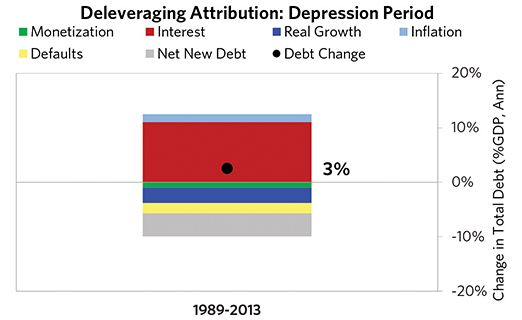 Deleveraging Attribution: Depression Period
Monetization Interest Real Growth Inflation
Defaults Net New Debt Debt Change
20%
10%
3%
0%
-10%
-20%
Change in Total Debt (%GDP, Ann)
1989-2013